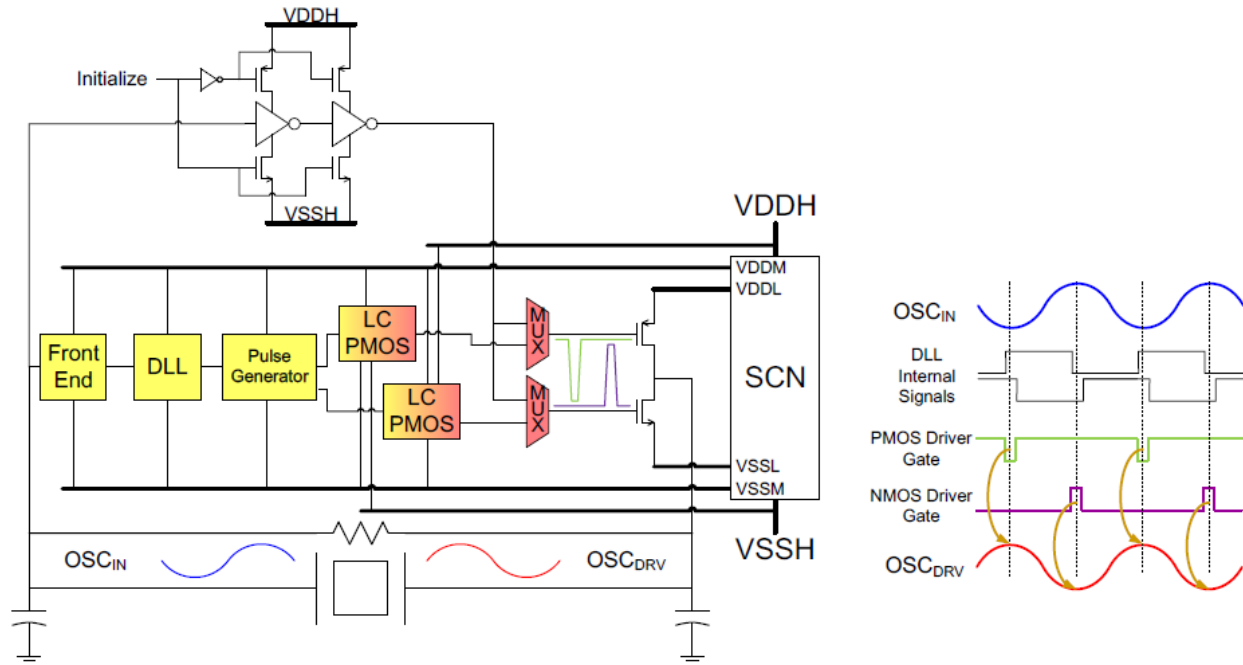 VDDH
Initialize
VSSH
VDDH
VDDM
VDDL
LC
PMOS
MUX
Front
End
DLL
Pulse
Generator
SCN
LC
PMOS
MUX
VSSL
VSSM
VSSH
OSCIN
OSCDRV
OSCIN
DLL
Internal
Signals
PMOS Driver
Gate
NMOS Driver
Gate
OSCDRV